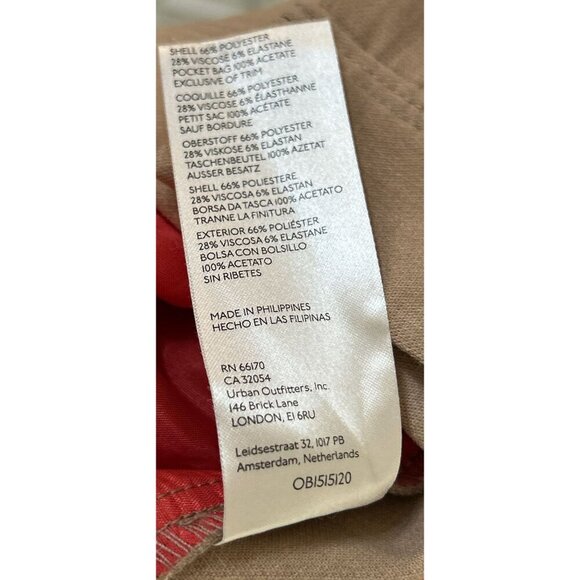 SHELL 66% POLYESTER
28% VISCOSE 6% ELASTANE
POCKET BAG 100% ACETATE
EXCLUSIVE OF TRIM
COQUILLE 66% POLYESTER
28% VISCOSE 6% ÉLASTHANNE
PETIT SAC 100% ACÉTATE
SAUF BORDURE
OBERSTOFF 66% POLYESTER
28% VISKOSE 6% ELASTAN
TASCHENBEUTEL 100% AZETAT
AUSSER BESATZ
SHELL 66% POLIESTERE
28% VISCOSA 6% ELASTAN
BORSA DA TASCA 100% ACETATO
TRANNE LA FINITURA
EXTERIOR 66% POLIÉSTER
28% VISCOSA 6% ELASTANE
BOLSA CON BOLSILLO
100% ACETATO
SIN RIBETES
MADE IN PHILIPPINES
HECHO EN LAS FILIPINAS
RN 66170
CA 32054
Urban Outfitters, Inc.
146 Brick Lane
LONDON, E1 6RU
Leidsestraat 32, 1017 PB
Amsterdam, Netherlands
OB1515120